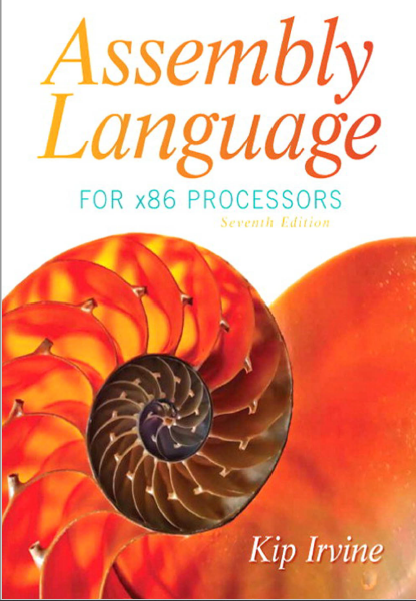 Assembly
Language
FOR x86 PROCESSORS
Seventh Edition
Kip Irvine